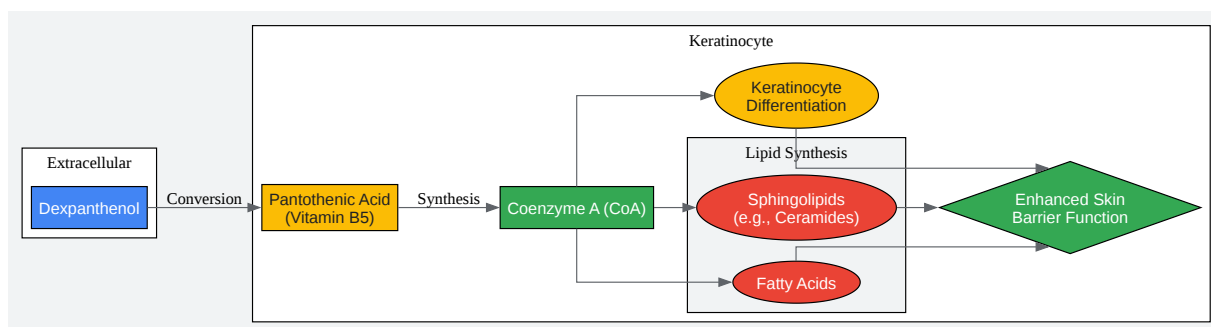 Keratinocyte
Keratinocyte
Differentiation
Extracellular
Lipid Synthesis
Dexpanthenol
Conversion
Pantothenic Acid
(Vitamin B5)
Synthesis
Coenzyme A (CoA)
Sphingolipids
(e.g., Ceramides)
Enhanced Skin
Barrier Function
Fatty Acids